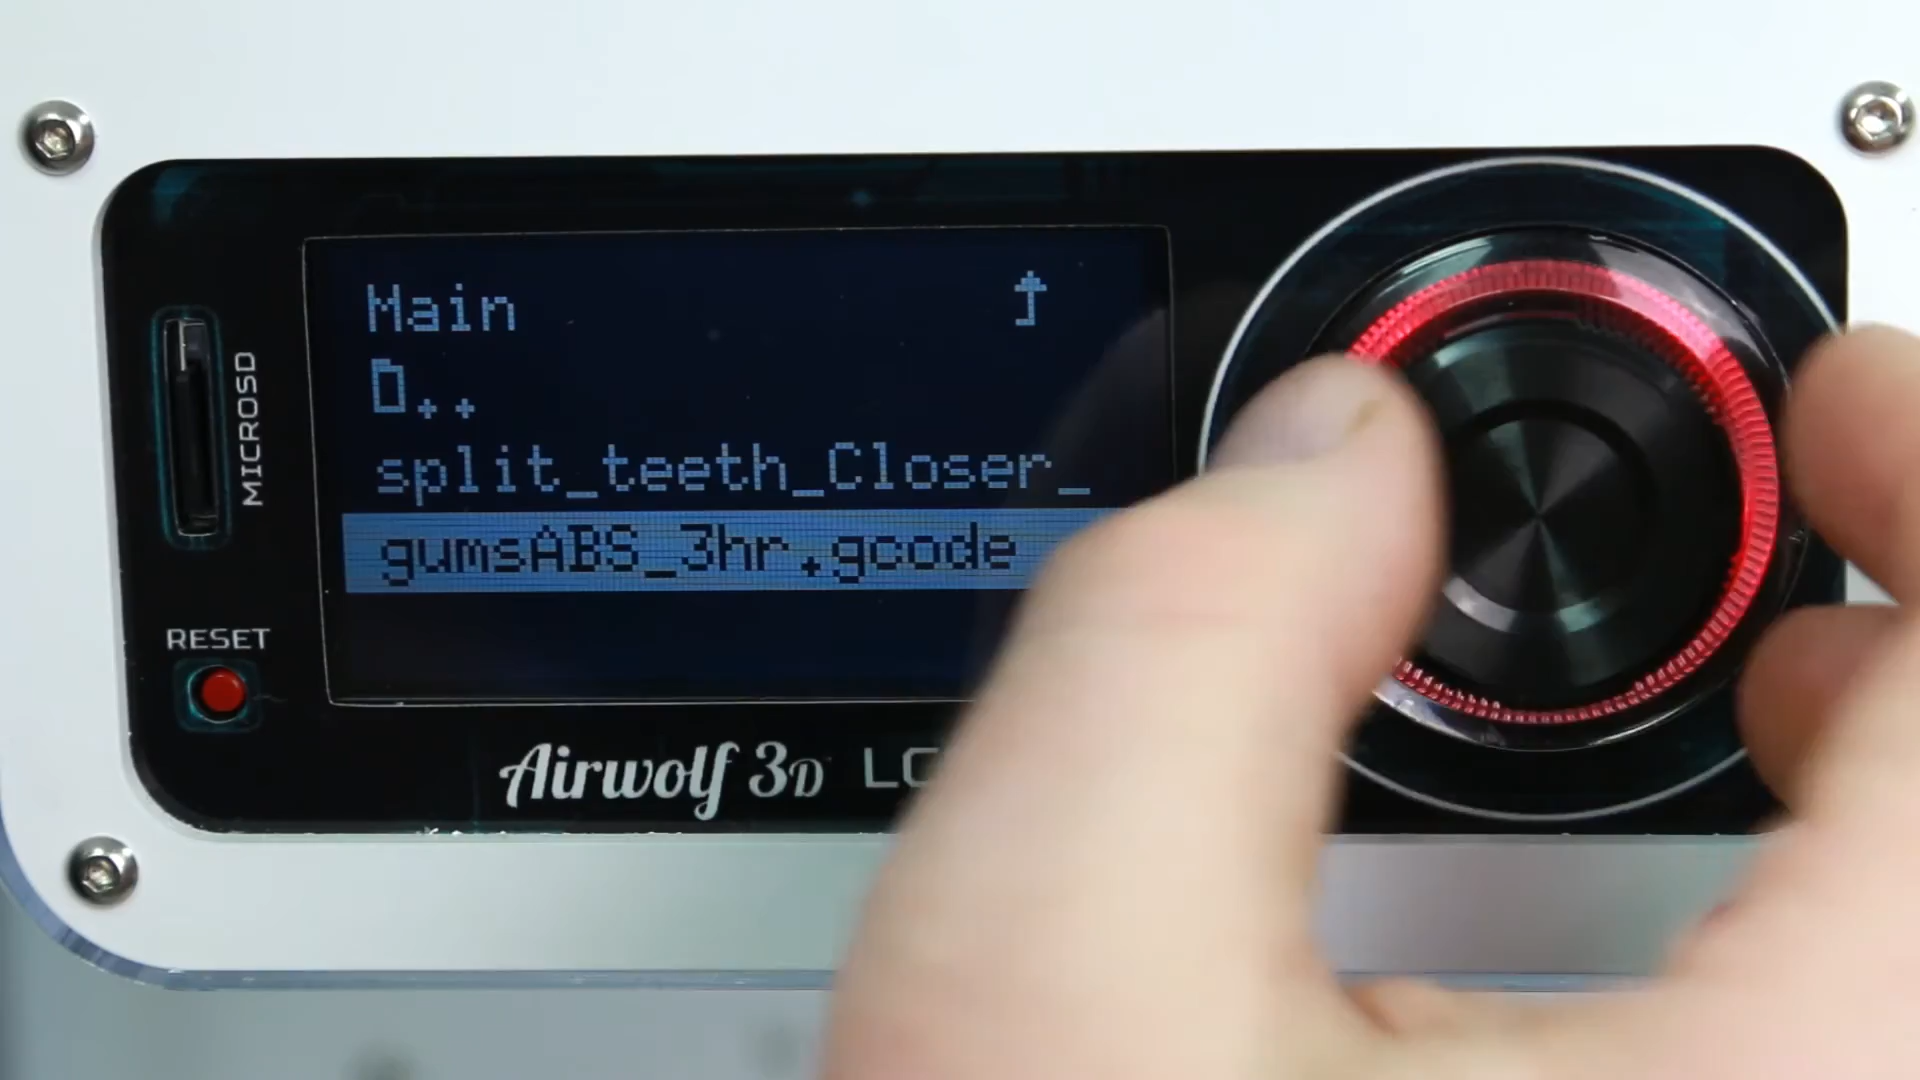 Main
..
split_teeth_Closer_
gumsABS_3hr.gcode
MICROSD
RESET
Airwolf 3D